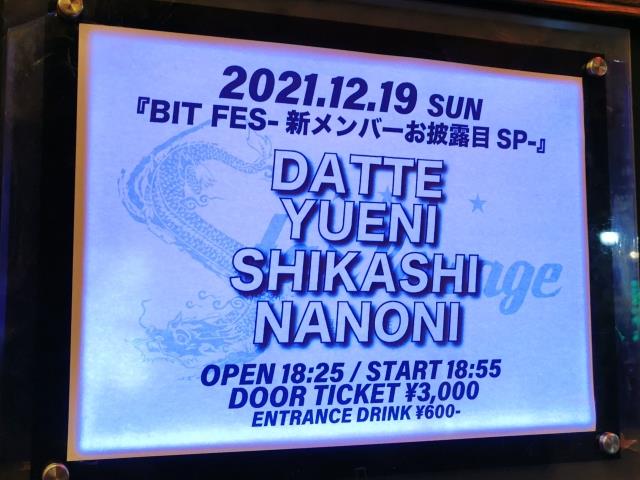 2021.12.19 SUN
『BIT FES-新メンバーお披露目 SP-』
DATTE
YUENI
SHIKASHI
NANONI
OPEN 18:25 / START 18:55
DOOR TICKET ¥3,000
ENTRANCE DRINK ¥600-